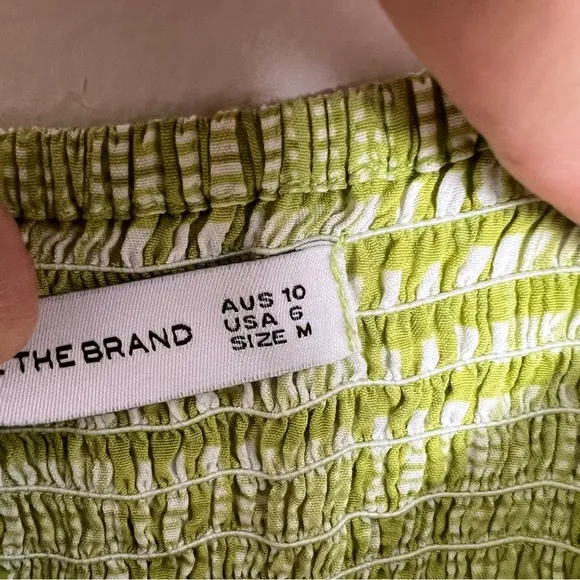 THE BRAND
AUS 10
USA 6
SIZE M